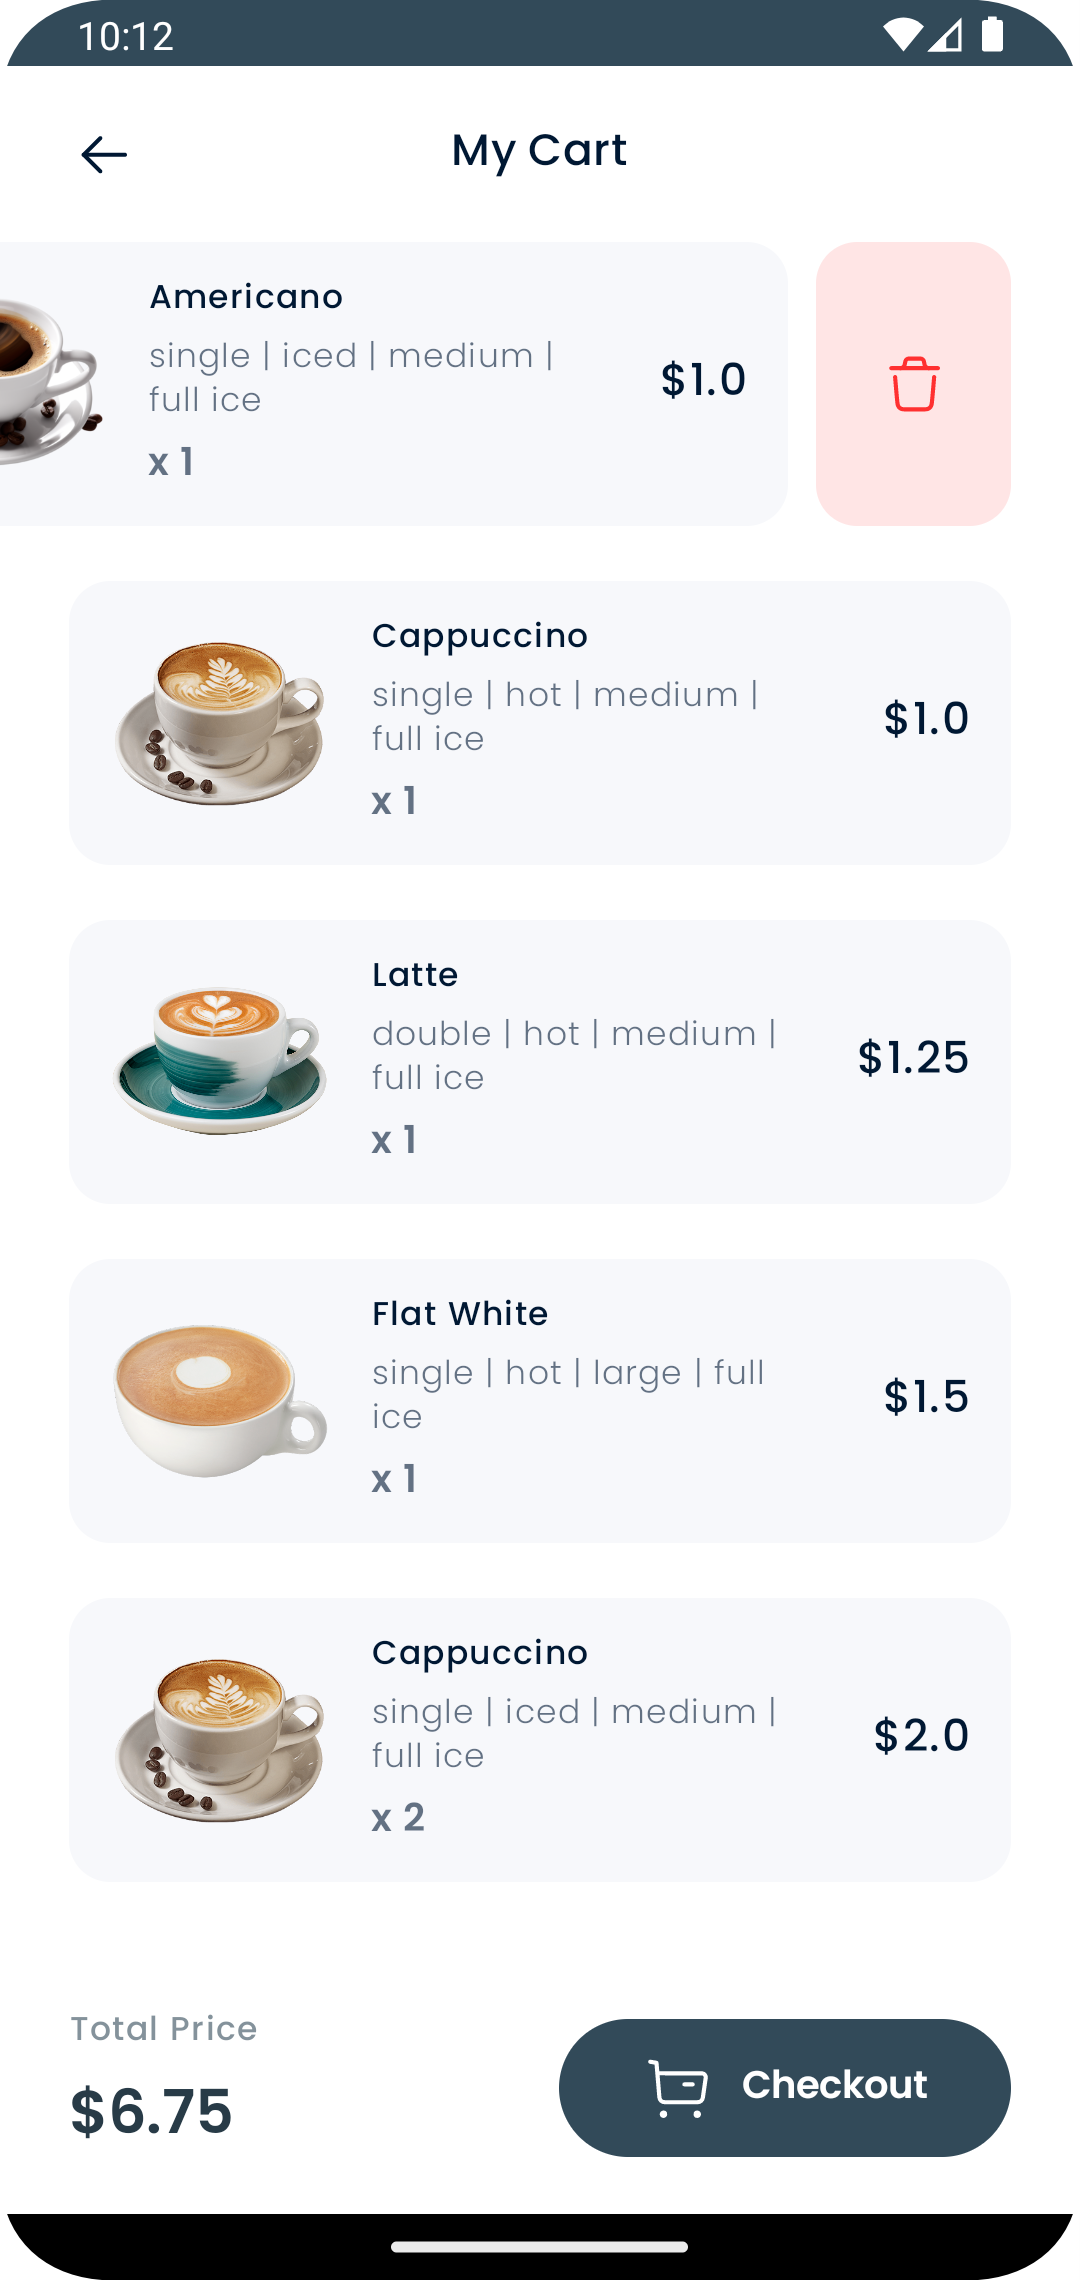 10:12
My Cart
Americano
single | iced | medium |
full ice
x 1
$1.0
Cappuccino
single | hot | medium |
full ice
x 1
$1.0
Latte
double | hot | medium |
full ice
x 1
$1.25
Flat White
single | hot | large | full
ice
x 1
$1.5
Cappuccino
single | iced | medium |
full ice
x 2
$2.0
Total Price
$6.75
Checkout